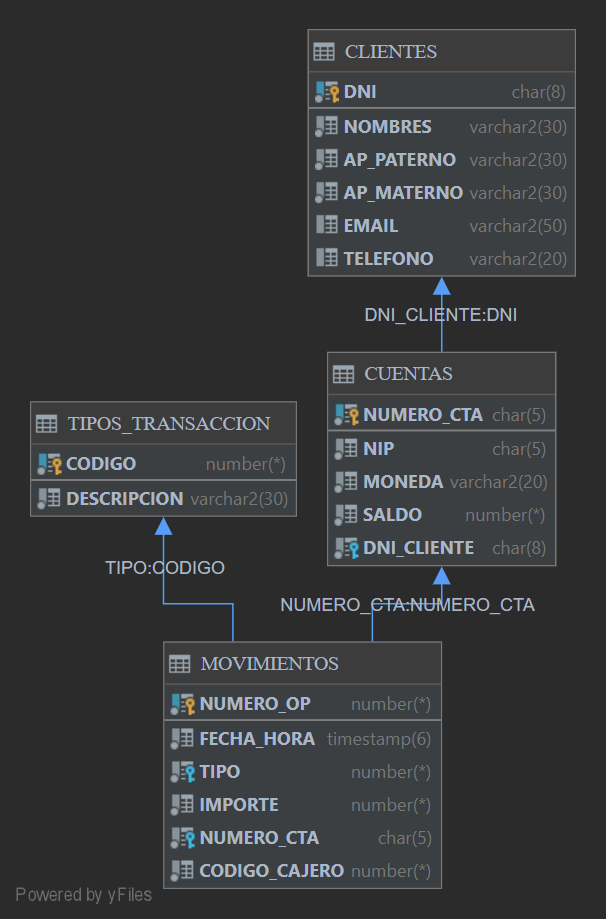 CLIENTES
DNI char(8)
NOMBRES varchar2(30)
AP_PATERNO varchar2(30)
AP_MATERNO varchar2(30)
EMAIL varchar2(50)
TELEFONO varchar2(20)
DNI_CLIENTE:DNI
CUENTAS
NUMERO_CTA char(5)
NIP char(5)
MONEDA varchar2(20)
SALDO number(*)
DNI_CLIENTE char(8)
TIPOS_TRANSACCION
CODIGO number(*)
DESCRIPCION varchar2(30)
TIPO:CODIGO
NUMERO_CTA:NUMERO_CTA
MOVIMIENTOS
NUMERO_OP number(*)
FECHA_HORA timestamp(6)
TIPO number(*)
IMPORTE number(*)
NUMERO_CTA char(5)
CODIGO_CAJERO number(*)
Powered by yFiles